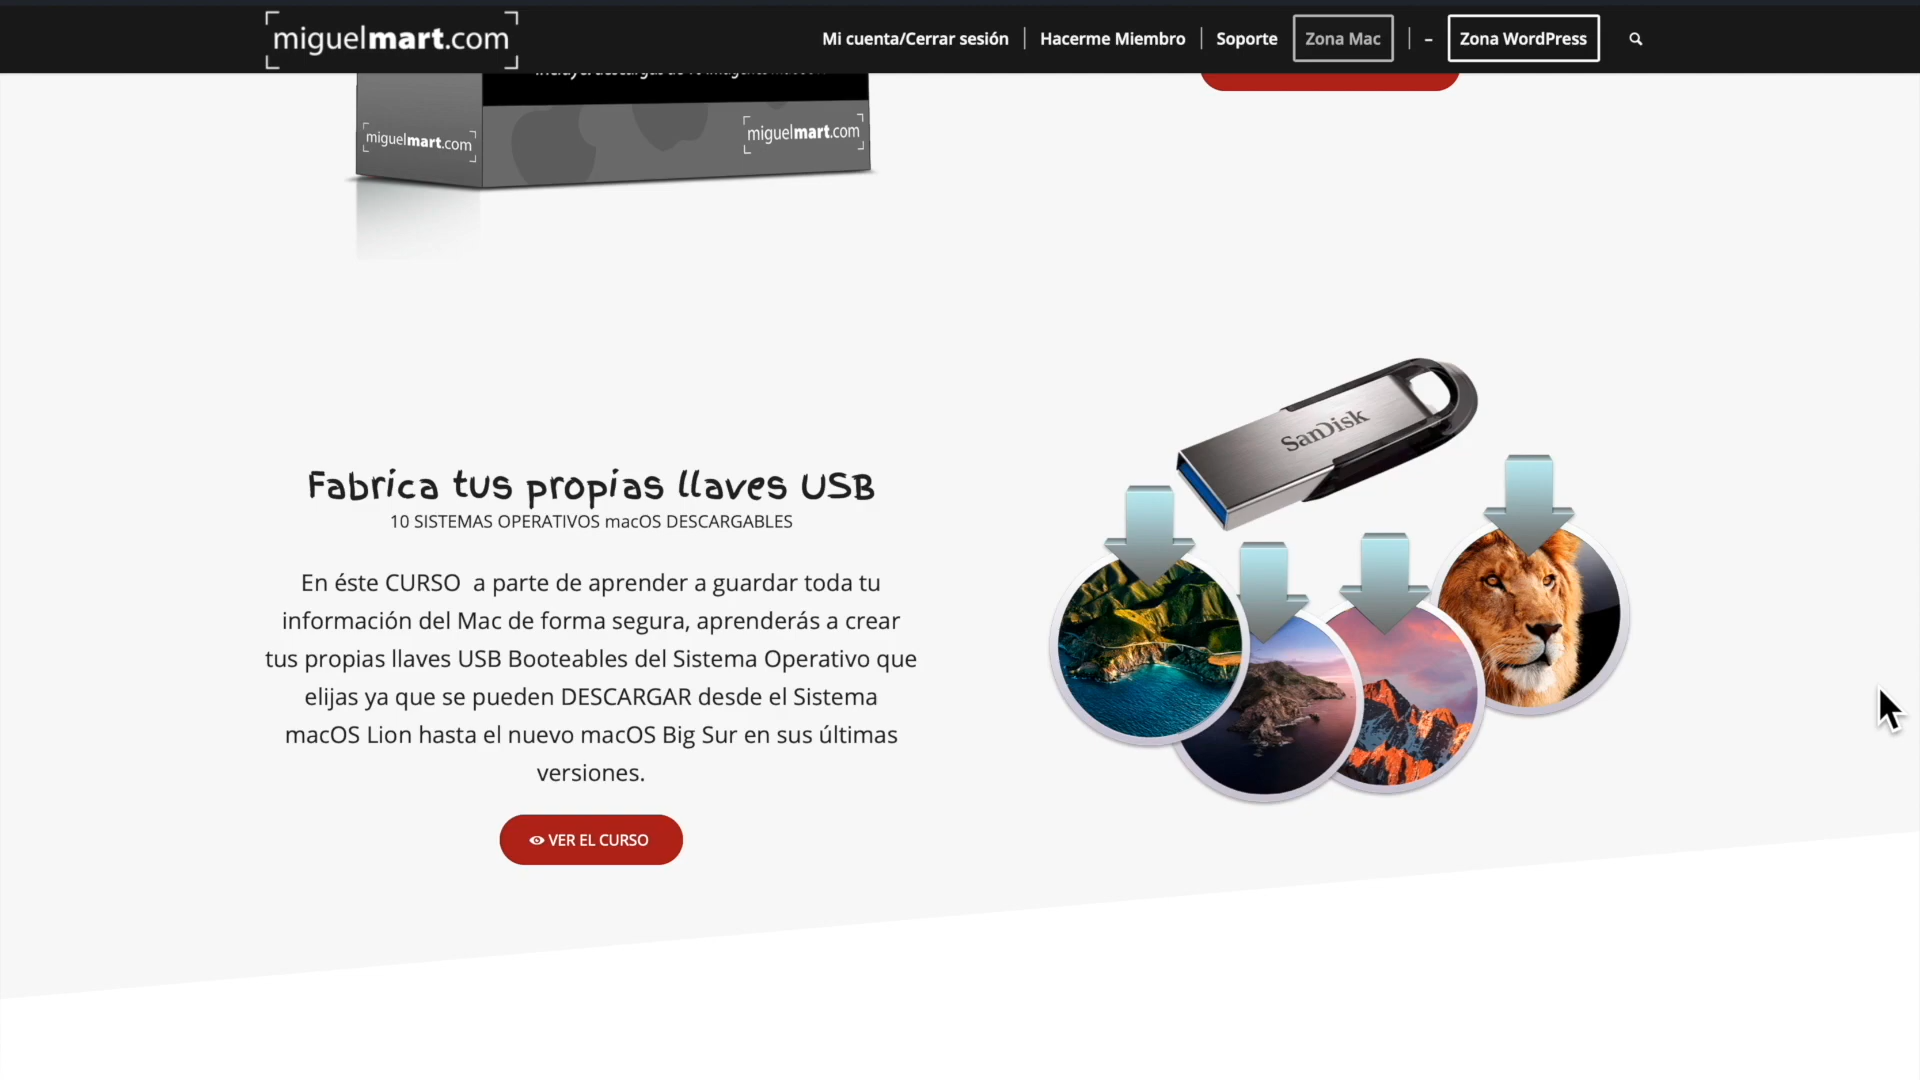 miguelmart.com
Mi cuenta/Cerrar sesión
Hacerme Miembro
Soporte
Zona Mac
–
Zona WordPress
miguelmart.com
miguelmart.com
SanDisk
Fabrica tus propias llaves USB
10 SISTEMAS OPERATIVOS macOS DESCARGABLES
En éste CURSO a parte de aprender a guardar toda tu
información del Mac de forma segura, aprenderás a crear
tus propias llaves USB Booteables del Sistema Operativo que
elijas ya que se pueden DESCARGAR desde el Sistema
macOS Lion hasta el nuevo macOS Big Sur en sus últimas
versiones.
VER EL CURSO